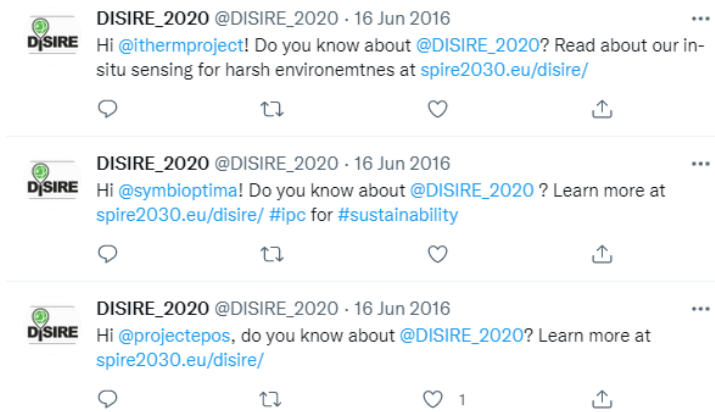 DISIRE
DISIRE_2020 @DISIRE_2020 · 16 Jun 2016
Hi @ithermproject! Do you know about @DISIRE_2020? Read about our in-
situ sensing for harsh environemtnes at spire2030.eu/disire/
DISIRE
DISIRE_2020 @DISIRE_2020 · 16 Jun 2016
Hi @symbioptima! Do you know about @DISIRE_2020 ? Learn more at
spire2030.eu/disire/ #ipc for #sustainability
DISIRE
DISIRE_2020 @DISIRE_2020 · 16 Jun 2016
Hi @projectepos, do you know about @DISIRE_2020? Learn more at
spire2030.eu/disire/
1